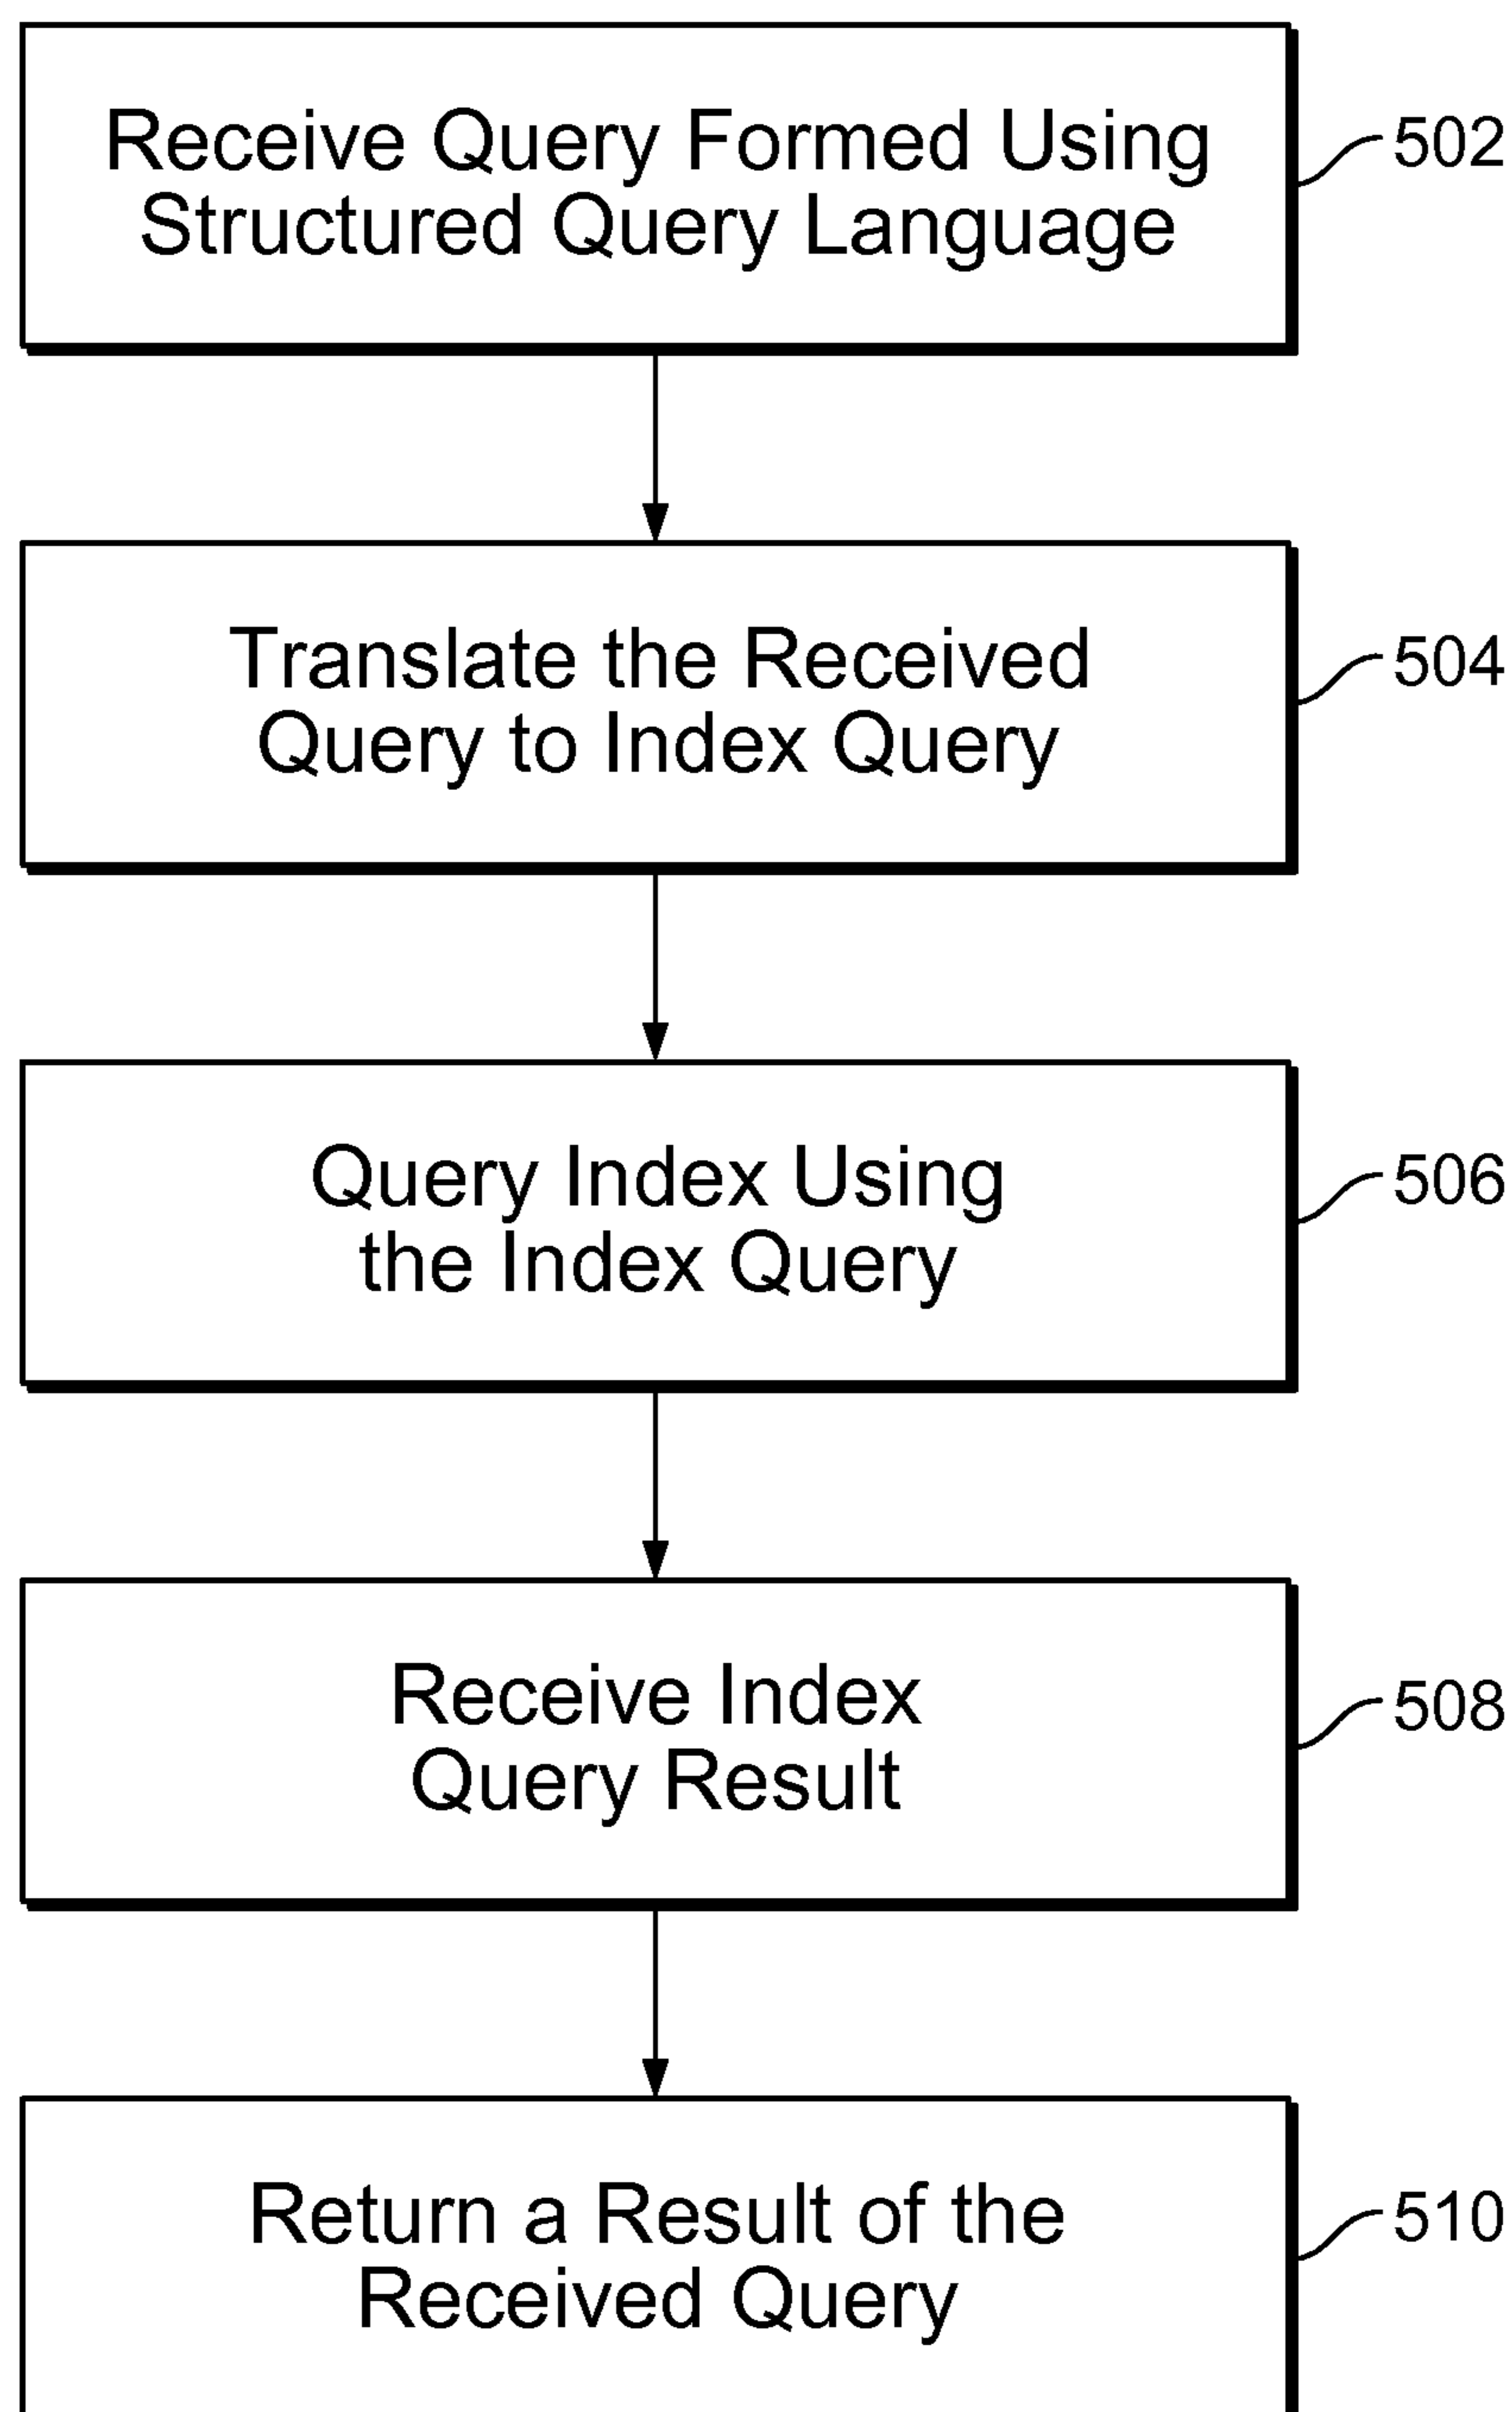 Receive Query Formed Using
Structured Query Language
502
Translate the Received
Query to Index Query
504
Query Index Using
the Index Query
506
Receive Index
Query Result
508
Return a Result of the
Received Query
510